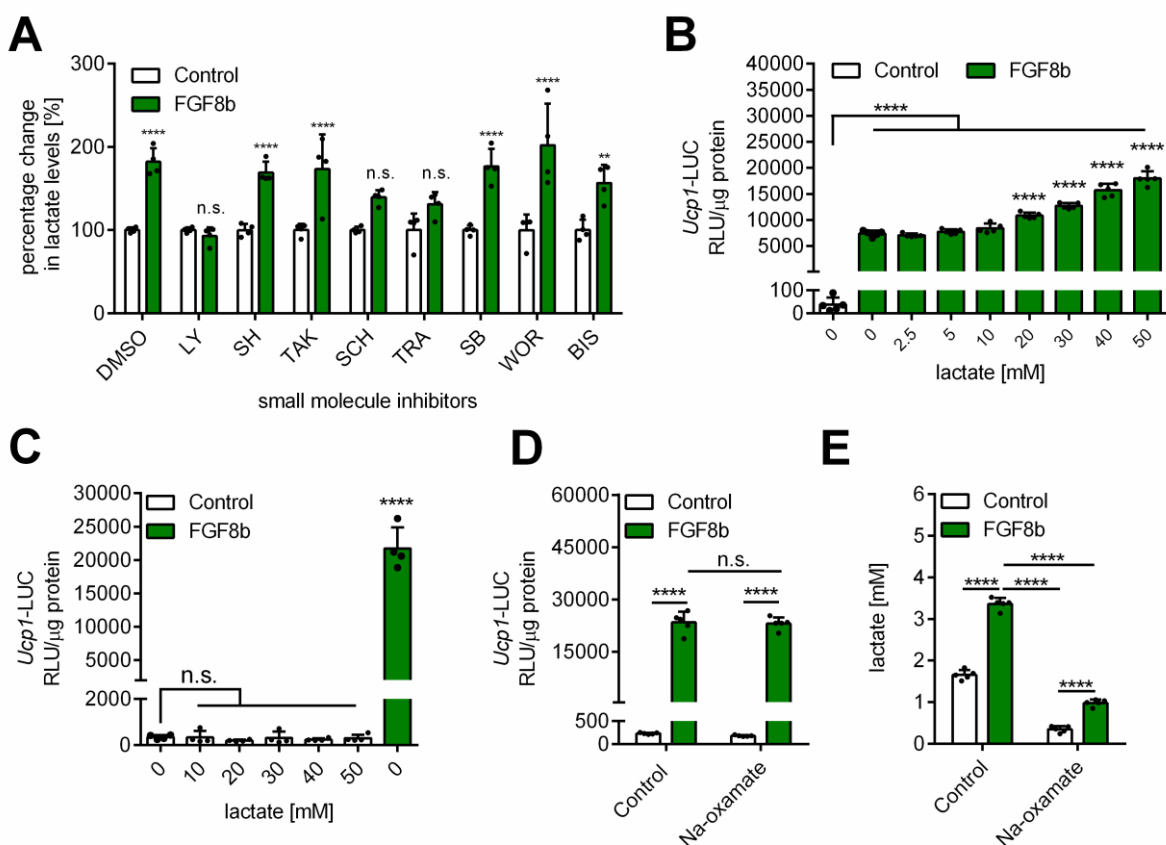 A
percentage change
in lactate levels [%]
300
200
100
0
Control
FGF8b
****
n.s.
****
****
n.s.
n.s.
****
****
**
DMSO
LY
SH
TAK
SCH
TRA
SB
WOR
BIS
small molecule inhibitors
B
Ucp1-LUC
RLU/μg protein
40000
35000
30000
25000
20000
15000
10000
5000
100
0
Control
FGF8b
****
****
****
****
****
0
0
2.5
5
10
20
30
40
50
lactate [mM]
C
Ucp1-LUC
RLU/μg protein
30000
25000
20000
15000
10000
5000
2000
0
Control
FGF8b
n.s.
****
0
10
20
30
40
50
0
lactate [mM]
D
Ucp1-LUC
RLU/μg protein
60000
45000
30000
15000
500
0
Control
FGF8b
n.s.
****
****
Control
Na-oxamate
E
lactate [mM]
6
5
4
3
2
1
0
Control
FGF8b
****
****
****
****
Control
Na-oxamate